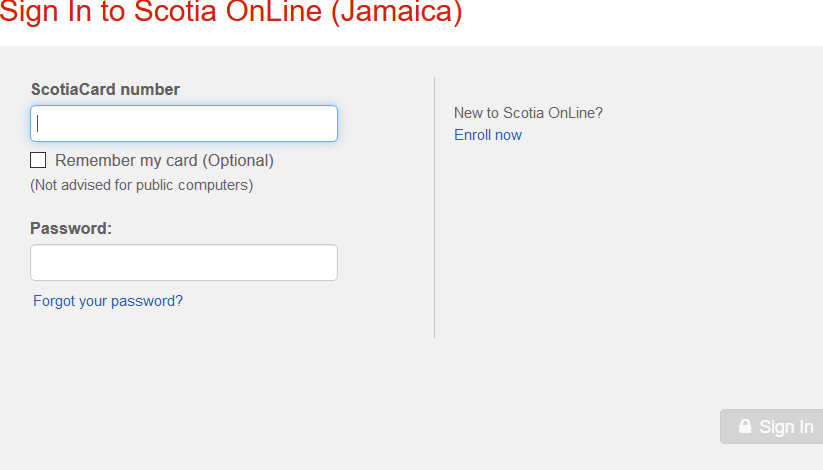 Sign In to Scotia OnLine (Jamaica)
ScotiaCard number
Remember my card (Optional)
(Not advised for public computers)
Password:
Forgot your password?
New to Scotia OnLine?
Enroll now
Sign In